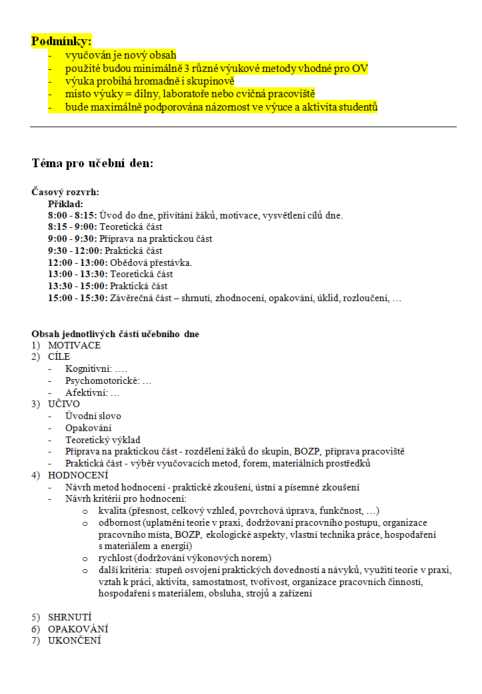 Podmínky:
- vyučován je nový obsah
- použité budou minimálně 3 různé výukové metody vhodné pro OV
- výuka probíhá hromadně i skupinově
- místo výuky = dílny, laboratoře nebo cvičná pracoviště
- bude maximálně podporována názornost ve výuce a aktivita studentů
Téma pro učební den:
Časový rozvrh:
Příklad:
8:00 - 8:15: Úvod do dne, přivítání žáků, motivace, vysvětlení cílů dne.
8:15 - 9:00: Teoretická část
9:00 - 9:30: Příprava na praktickou část
9:30 - 12:00: Praktická část
12:00 - 13:00: Obědová přestávka.
13:00 - 13:30: Teoretická část
13:30 - 15:00: Praktická část
15:00 - 15:30: Závěrečná část – shrnutí, zhodnocení, opakování, úklid, rozloučení, …
Obsah jednotlivých částí učebního dne
1) MOTIVACE
2) CÍLE
- Kognitivní: ….
- Psychomotorické: …
- Afektivní: …
3) UČIVO
- Úvodní slovo
- Opakování
- Teoretický výklad
- Příprava na praktickou část - rozdělení žáků do skupin, BOZP, příprava pracoviště
- Praktická část - výběr vyučovacích metod, forem, materiálních prostředků
4) HODNOCENÍ
- Návrh metod hodnocení - praktické zkoušení, ústní a písemné zkoušení
- Návrh kritérií pro hodnocení:
o kvalita (přesnost, celkový vzhled, povrchová úprava, funkčnost, …)
o odbornost (uplatnění teorie v praxi, dodržovaní pracovního postupu, organizace
pracovního místa, BOZP, ekologické aspekty, vlastní technika práce, hospodaření
s materiálem a energií)
o rychlost (dodržování výkonových norem)
o další kritéria: stupeň osvojení praktických dovedností a návyků, využití teorie v praxi,
vztah k práci, aktivita, samostatnost, tvořivost, organizace pracovních činností,
hospodaření s materiálem, obsluha, strojů a zařízení
5) SHRNUTÍ
6) OPAKOVÁNÍ
7) UKONČENÍ